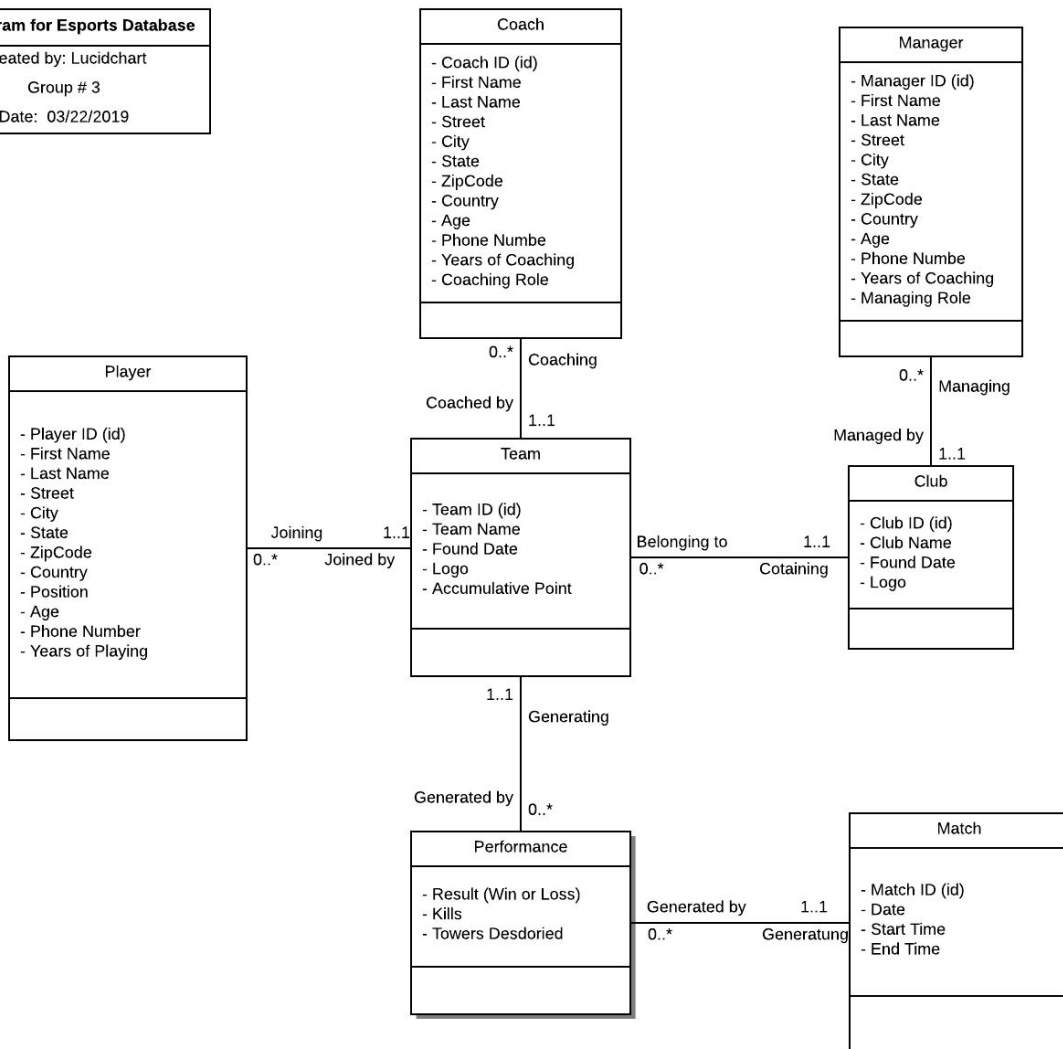 ram for Esports Database
eated by: Lucidchart
Group # 3
Date: 03/22/2019
Coach
- Coach ID (id)
- First Name
- Last Name
- Street
- City
- State
- ZipCode
- Country
- Age
- Phone Numbe
- Years of Coaching
- Coaching Role
Manager
- Manager ID (id)
- First Name
- Last Name
- Street
- City
- State
- ZipCode
- Country
- Age
- Phone Numbe
- Years of Coaching
- Managing Role
0..*
Coaching
Coached by
1..1
0..*
Managing
Managed by
1..1
Player
- Player ID (id)
- First Name
- Last Name
- Street
- City
- State
- ZipCode
- Country
- Position
- Age
- Phone Number
- Years of Playing
Joining
1..1
0..*
Joined by
Team
- Team ID (id)
- Team Name
- Found Date
- Logo
- Accumulative Point
Belonging to
1..1
0..*
Cotaining
Club
- Club ID (id)
- Club Name
- Found Date
- Logo
1..1
Generating
Generated by
0..*
Performance
- Result (Win or Loss)
- Kills
- Towers Desdoried
Generated by
1..1
0..*
Generatung
Match
- Match ID (id)
- Date
- Start Time
- End Time